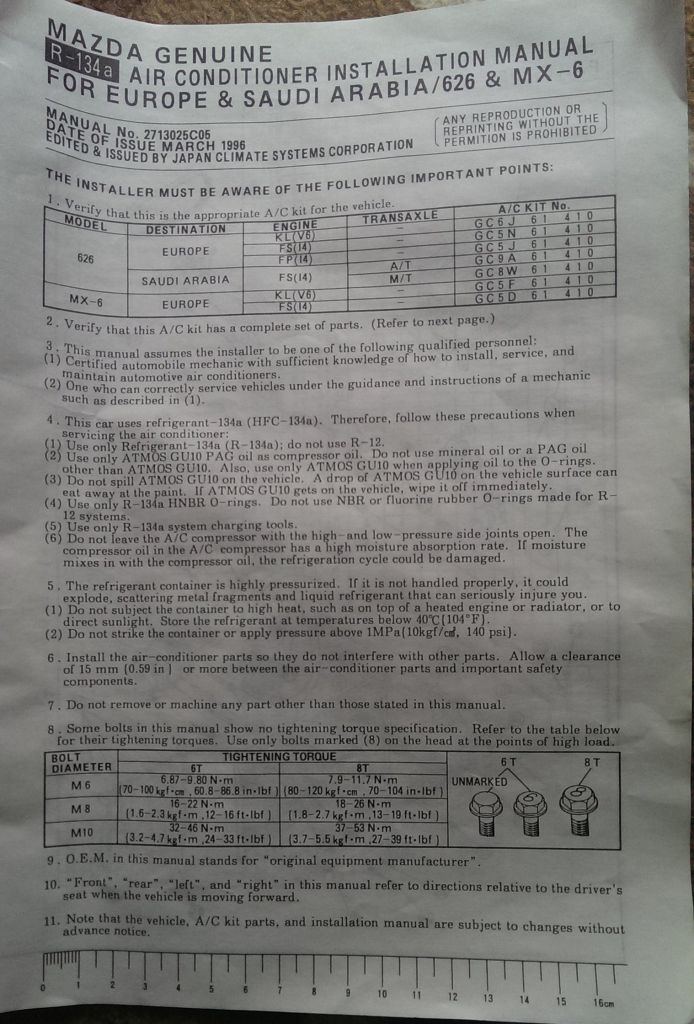 MAZDA GENUINE
R-134a AIR CONDITIONER INSTALLATION MANUAL
FOR EUROPE & SAUDI ARABIA/626 & MX-6
MANUAL No. 2713025C05
DATE OF ISSUE MARCH 1996
EDITED & ISSUED BY JAPAN CLIMATE SYSTEMS CORPORATION
ANY REPRODUCTION OR
REPRINTING WITHOUT THE
PERMITION IS PROHIBITED
THE INSTALLER MUST BE AWARE OF THE FOLLOWING IMPORTANT POINTS:
1. Verify that this is the appropriate A/C kit for the vehicle.
MODEL DESTINATION ENGINE TRANSAXLE A/C KIT No.
626 EUROPE KL(V6) - GC6J 61 410
FS(I4) - GC5N 61 410
FP(I4) - GC5J 61 410
SAUDI ARABIA FS(I4) A/T GC9A 61 410
M/T GC8W 61 410
MX-6 EUROPE KL(V6) - GC5F 61 410
FS(I4) - GC5D 61 410
2. Verify that this A/C kit has a complete set of parts. (Refer to next page.)
3. This manual assumes the installer to be one of the following qualified personnel:
(1) Certified automobile mechanic with sufficient knowledge of how to install, service, and
maintain automotive air conditioners.
(2) One who can correctly service vehicles under the guidance and instructions of a mechanic
such as described in (1).
4. This car uses refrigerant-134a (HFC-134a). Therefore, follow these precautions when
servicing the air conditioner:
(1) Use only Refrigerant-134a (R-134a); do not use R-12.
(2) Use only ATMOS GU10 PAG oil as compressor oil. Do not use mineral oil or a PAG oil
other than ATMOS GU10. Also, use only ATMOS GU10 when applying oil to the O-rings.
(3) Do not spill ATMOS GU10 on the vehicle. A drop of ATMOS GU10 on the vehicle surface can
eat away at the paint. If ATMOS GU10 gets on the vehicle, wipe it off immediately.
(4) Use only R-134a HNBR O-rings. Do not use NBR or fluorine rubber O-rings made for R-
12 systems.
(5) Use only R-134a system charging tools.
(6) Do not leave the A/C compressor with the high-and low-pressure side joints open. The
compressor oil in the A/C compressor has a high moisture absorption rate. If moisture
mixes in with the compressor oil, the refrigeration cycle could be damaged.
5. The refrigerant container is highly pressurized. If it is not handled properly, it could
explode, scattering metal fragments and liquid refrigerant that can seriously injure you.
(1) Do not subject the container to high heat, such as on top of a heated engine or radiator, or to
direct sunlight. Store the refrigerant at temperatures below 40℃{104°F}.
(2) Do not strike the container or apply pressure above 1MPa{10kgf/c㎡, 140 psi}.
6. Install the air-conditioner parts so they do not interfere with other parts. Allow a clearance
of 15 mm {0.59 in} or more between the air-conditioner parts and important safety
components.
7. Do not remove or machine any part other than those stated in this manual.
8. Some bolts in this manual show no tightening torque specification. Refer to the table below
for their tightening torques. Use only bolts marked (8) on the head at the points of high load.
BOLT DIAMETER TIGHTENING TORQUE
6T 8T
M6 6.87-9.80 N·m 7.9-11.7 N·m
{70-100 kgf·cm, 60.8-86.8 in·lbf} {80-120 kgf·cm, 70-104 in·lbf}
M8 16-22 N·m 18-26 N·m
{1.6-2.3 kgf·m, 12-16 ft·lbf} {1.8-2.7 kgf·m, 13-19 ft·lbf}
M10 32-46 N·m 37-53 N·m
{3.2-4.7 kgf·m, 24-33 ft·lbf} {3.7-5.5 kgf·m, 27-39 ft·lbf}
6T 8T
UNMARKED
9. O.E.M. in this manual stands for "original equipment manufacturer".
10. "Front", "rear", "left", and "right" in this manual refer to directions relative to the driver's
seat when the vehicle is moving forward.
11. Note that the vehicle, A/C kit parts, and installation manual are subject to changes without
advance notice.
0 1 2 3 4 5 6 7 8 9 10 11 12 13 14 15 16cm